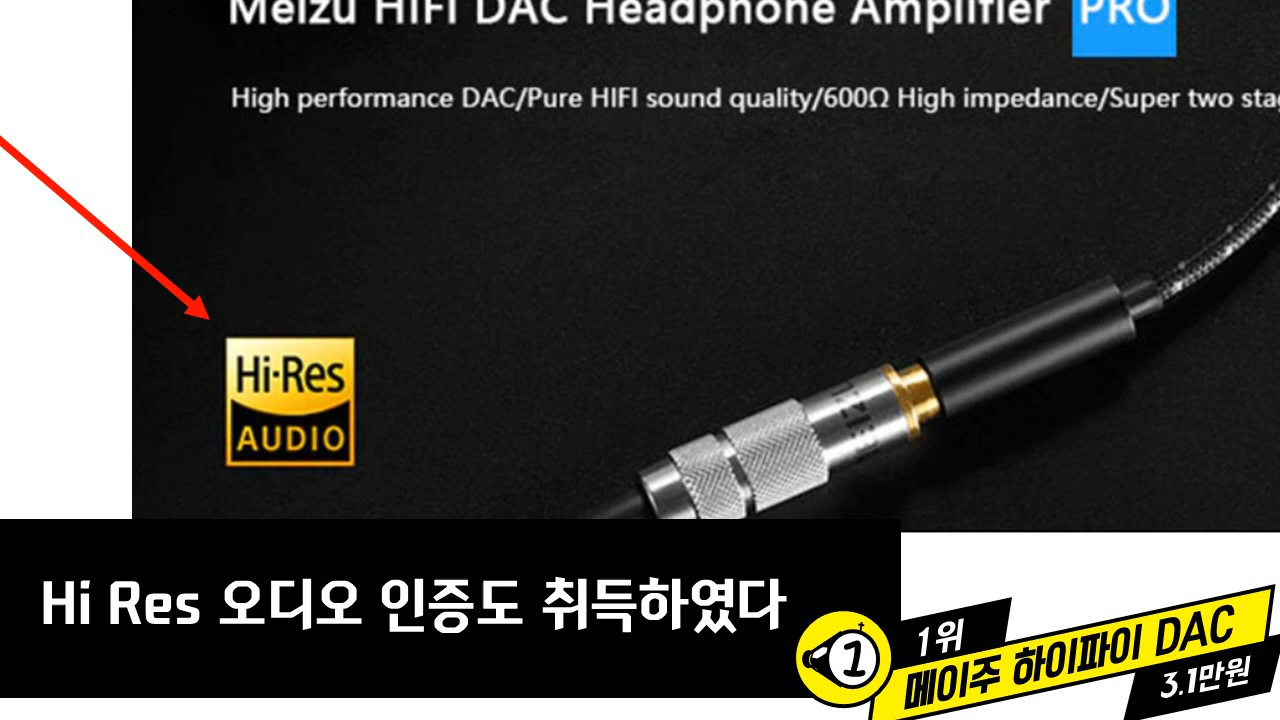 Meizu HIFI DAC Headphone Amplifier PRO
High performance DAC/Pure HIFI sound quality/600Ω High impedance/Super two
Hi-Res
AUDIO
Hi Res 오디오 인증도 취득하였다
1위
1
메이주 하이파이 DAC
3.1만원